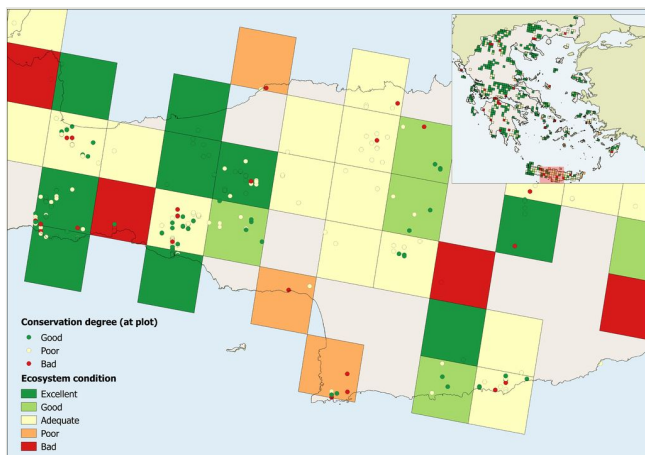 Conservation degree (at plot)
Good
Poor
Bad
Ecosystem condition
Excellent
Good
Adequate
Poor
Bad